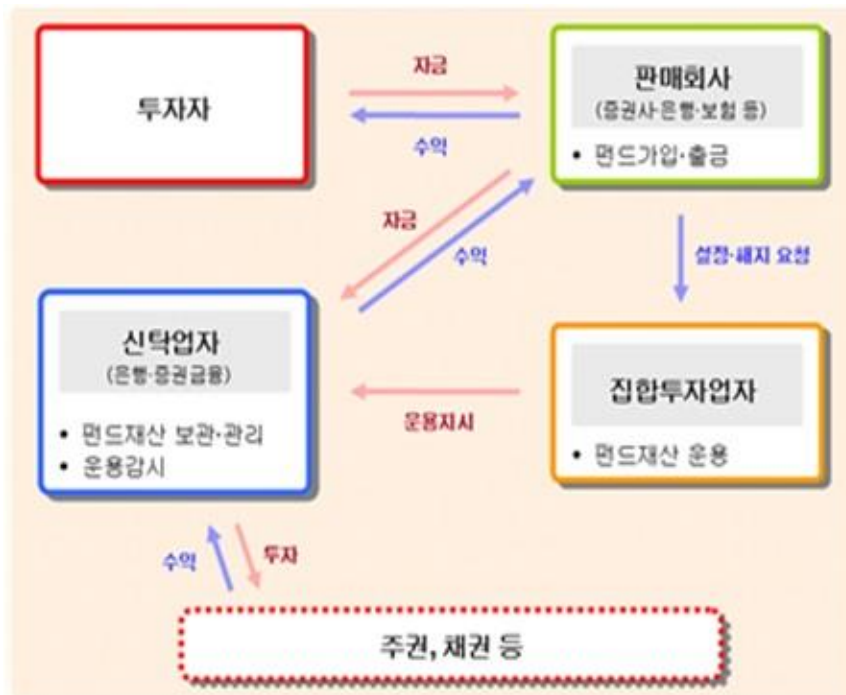 투자자
자금
수익
판매회사
(증권사·은행·보험 등)
• 펀드가입·출금
자금
수익
설정·해지 요청
신탁업자
(은행·증권금융)
• 펀드재산 보관·관리
• 운용감시
운용지시
집합투자업자
• 펀드재산 운용
수익
투자
주권, 채권 등